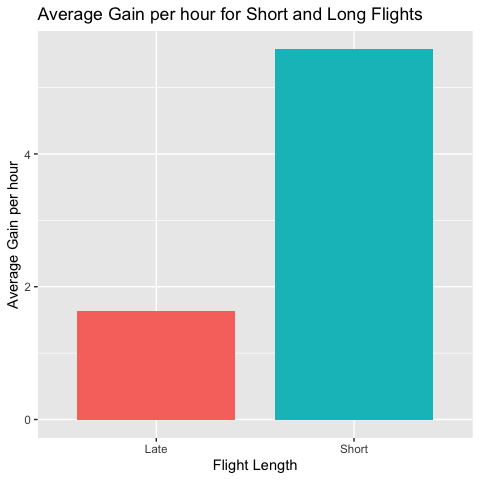 Average Gain per hour for Short and Long Flights
Average Gain per hour
4
2
0
Late
Short
Flight Length